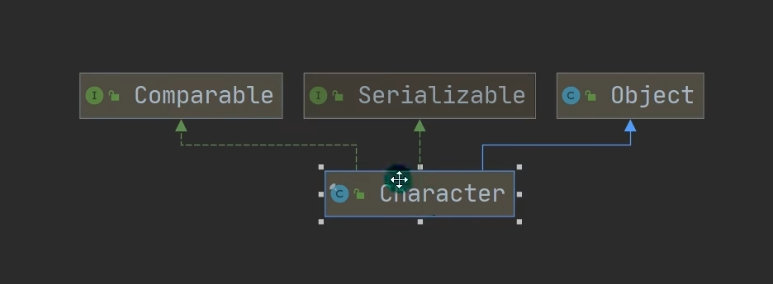 Comparable
Serializable
Object
Character